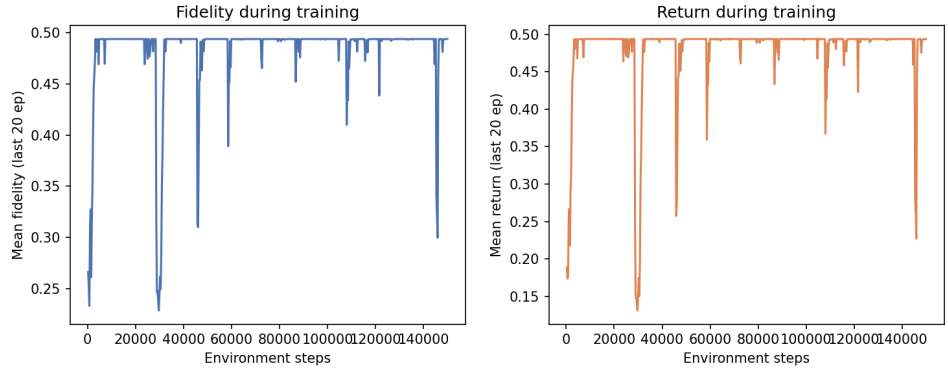 Fidelity during training
0.50
0.45
0.40
0.35
0.30
0.25
Mean fidelity (last 20 ep)
0 20000 40000 60000 80000 100000 120000 140000
Environment steps
Return during training
0.50
0.45
0.40
0.35
0.30
0.25
0.20
0.15
Mean return (last 20 ep)
0 20000 40000 60000 80000 100000 120000 140000
Environment steps